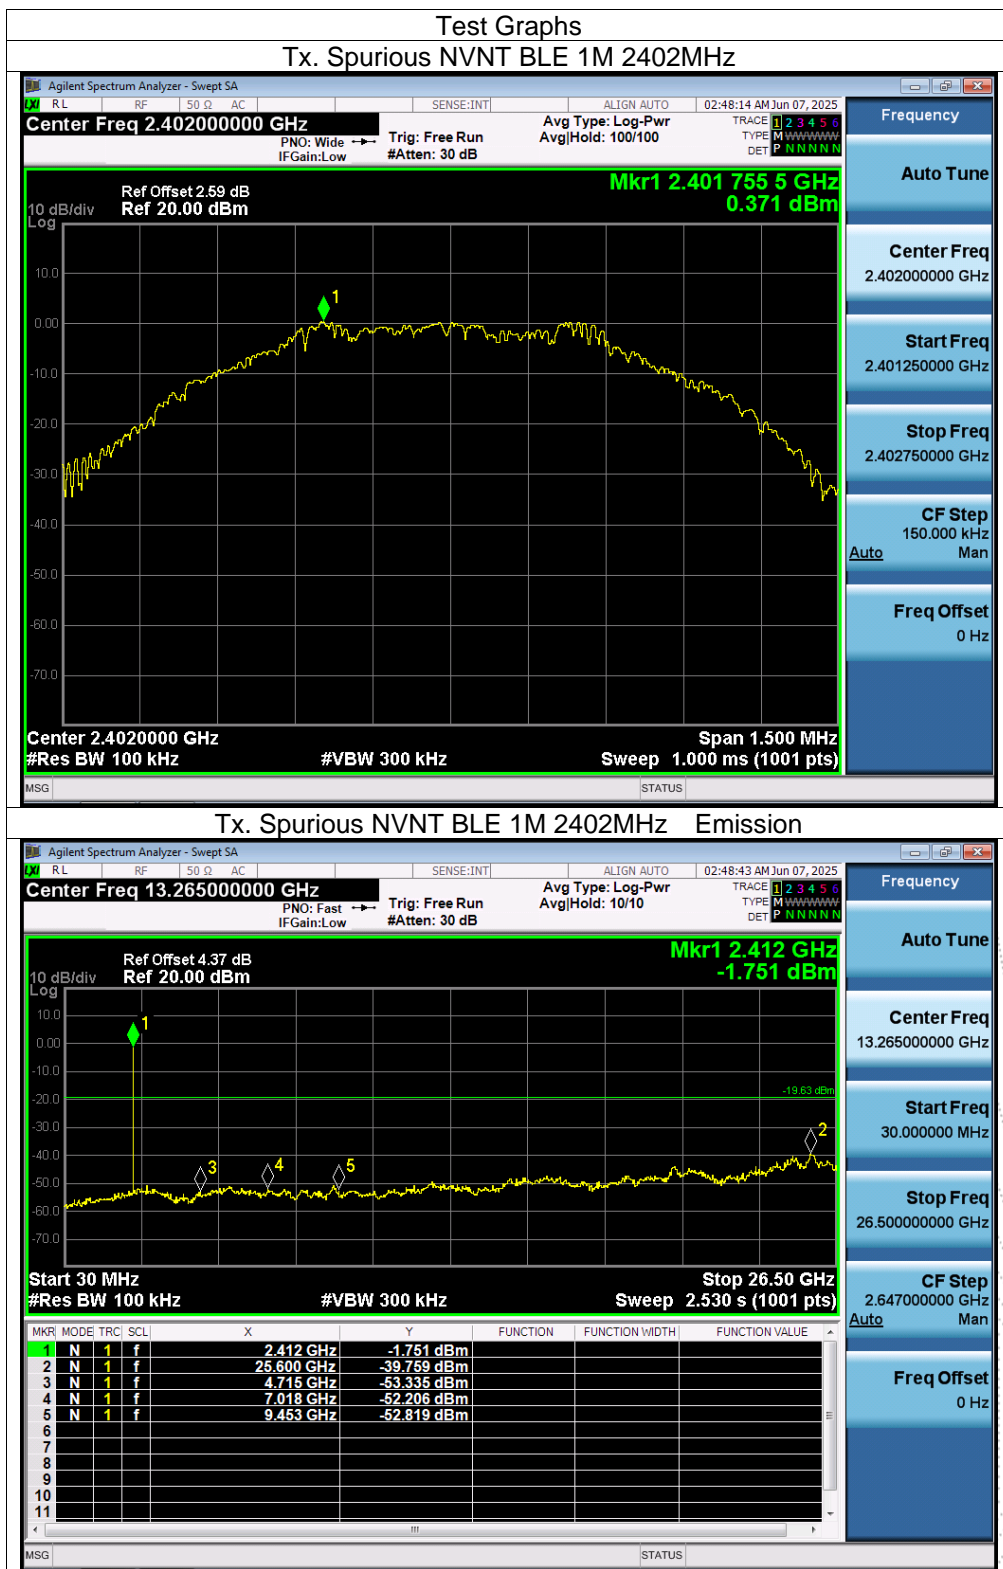 Test Graphs
Tx. Spurious NVNT BLE 1M 2402MHz
Agilent Spectrum Analyzer - Swept SA
LXI RL RF 50 Ω AC SENSE:INT ALIGN AUTO 02:48:14 AM Jun 07, 2025
Center Freq 2.402000000 GHz
PNO: Wide
IFGain:Low
Trig: Free Run
#Atten: 30 dB
Avg Type: Log-Pwr
Avg|Hold: 100/100
TRACE 1 2 3 4 5 6
TYPE M WWWWW
DET P N N N N N
Ref Offset 2.59 dB
10 dB/div Ref 20.00 dBm
Log
Mkr1 2.401 755 5 GHz
0.371 dBm
10.0
0.00
-10.0
-20.0
-30.0
-40.0
-50.0
-60.0
-70.0
1
Center 2.4020000 GHz Span 1.500 MHz
#Res BW 100 kHz #VBW 300 kHz Sweep 1.000 ms (1001 pts)
MSG STATUS
Frequency
Auto Tune
Center Freq
2.402000000 GHz
Start Freq
2.401250000 GHz
Stop Freq
2.402750000 GHz
CF Step
150.000 kHz
Auto Man
Freq Offset
0 Hz
Tx. Spurious NVNT BLE 1M 2402MHz Emission
Agilent Spectrum Analyzer - Swept SA
LXI RL RF 50 Ω AC SENSE:INT ALIGN AUTO 02:48:43 AM Jun 07, 2025
Center Freq 13.265000000 GHz
PNO: Fast
IFGain:Low
Trig: Free Run
#Atten: 30 dB
Avg Type: Log-Pwr
Avg|Hold: 10/10
TRACE 1 2 3 4 5 6
TYPE M WWWWW
DET P N N N N N
Ref Offset 4.37 dB
10 dB/div Ref 20.00 dBm
Log
Mkr1 2.412 GHz
-1.751 dBm
10.0
0.00
-10.0
-20.0
-30.0
-40.0
-50.0
-60.0
-70.0
1
-19.63 dBm
2
3
4
5
Start 30 MHz Stop 26.50 GHz
#Res BW 100 kHz #VBW 300 kHz Sweep 2.530 s (1001 pts)
MKR MODE TRC SCL X Y FUNCTION FUNCTION WIDTH FUNCTION VALUE
1 N 1 f 2.412 GHz -1.751 dBm
2 N 1 f 25.600 GHz -39.759 dBm
3 N 1 f 4.715 GHz -53.335 dBm
4 N 1 f 7.018 GHz -52.206 dBm
5 N 1 f 9.453 GHz -52.819 dBm
6
7
8
9
10
11
MSG STATUS
Frequency
Auto Tune
Center Freq
13.265000000 GHz
Start Freq
30.000000 MHz
Stop Freq
26.500000000 GHz
CF Step
2.647000000 GHz
Auto Man
Freq Offset
0 Hz